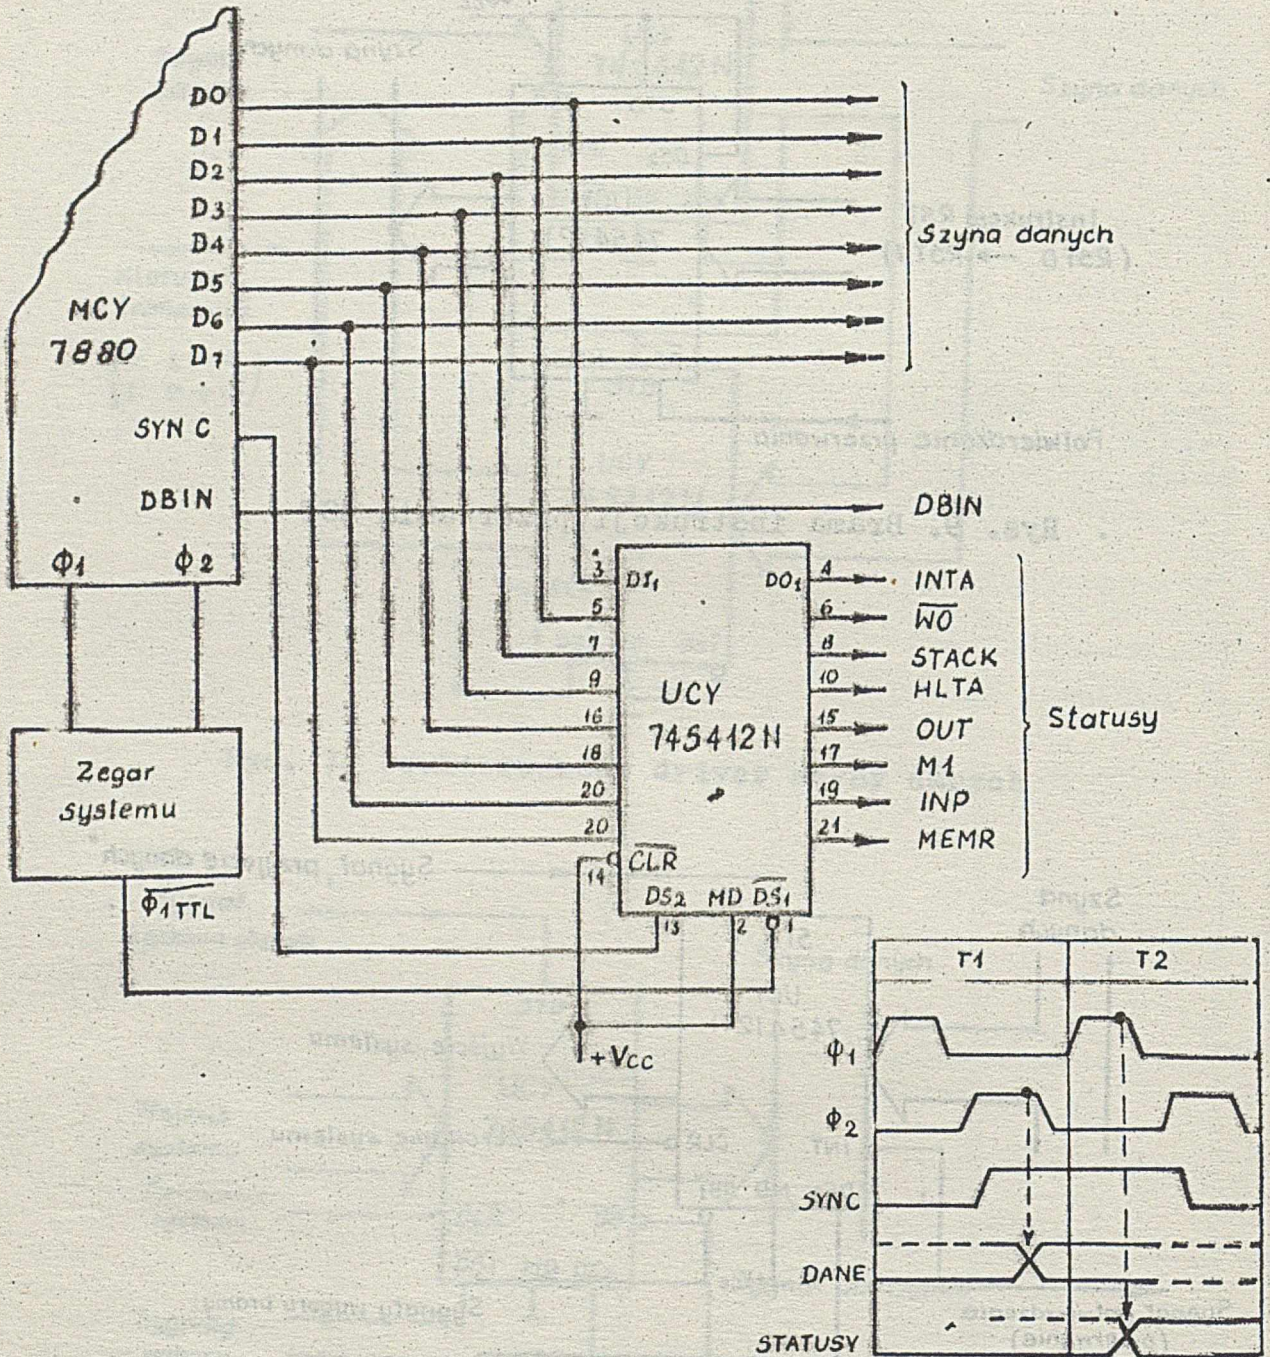 D0
D1
D2
D3
D4
D5
D6
D7
MCY
7880
SYNC
DBIN
Φ1 Φ2
Szyna danych
DBIN
Zegar
systemu
Φ1TTL
3 DI1
5
7
9
16
18
20
20
14 CLR
UCY
74S412N
DO1 4 INTA
6 WO
8 STACK
10 HLTA
15 OUT
17 M1
19 INP
21 MEMR
Statusy
DS2 MD DS1
13 2 1
+Vcc
T1 T2
Φ1
Φ2
SYNC
DANE
STATUSY